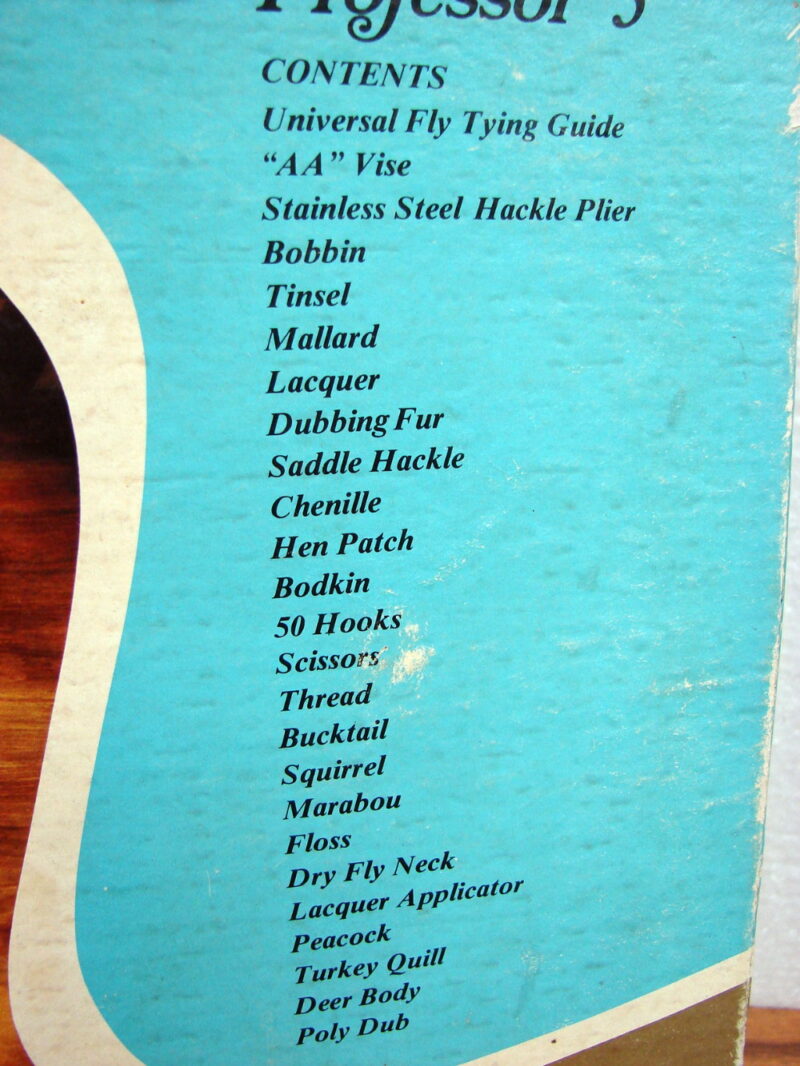 Professor
CONTENTS
Universal Fly Tying Guide
“AA” Vise
Stainless Steel Hackle Plier
Bobbin
Tinsel
Mallard
Lacquer
Dubbing Fur
Saddle Hackle
Chenille
Hen Patch
Bodkin
50 Hooks
Scissors
Thread
Bucktail
Squirrel
Marabou
Floss
Dry Fly Neck
Lacquer Applicator
Peacock
Turkey Quill
Deer Body
Poly Dub